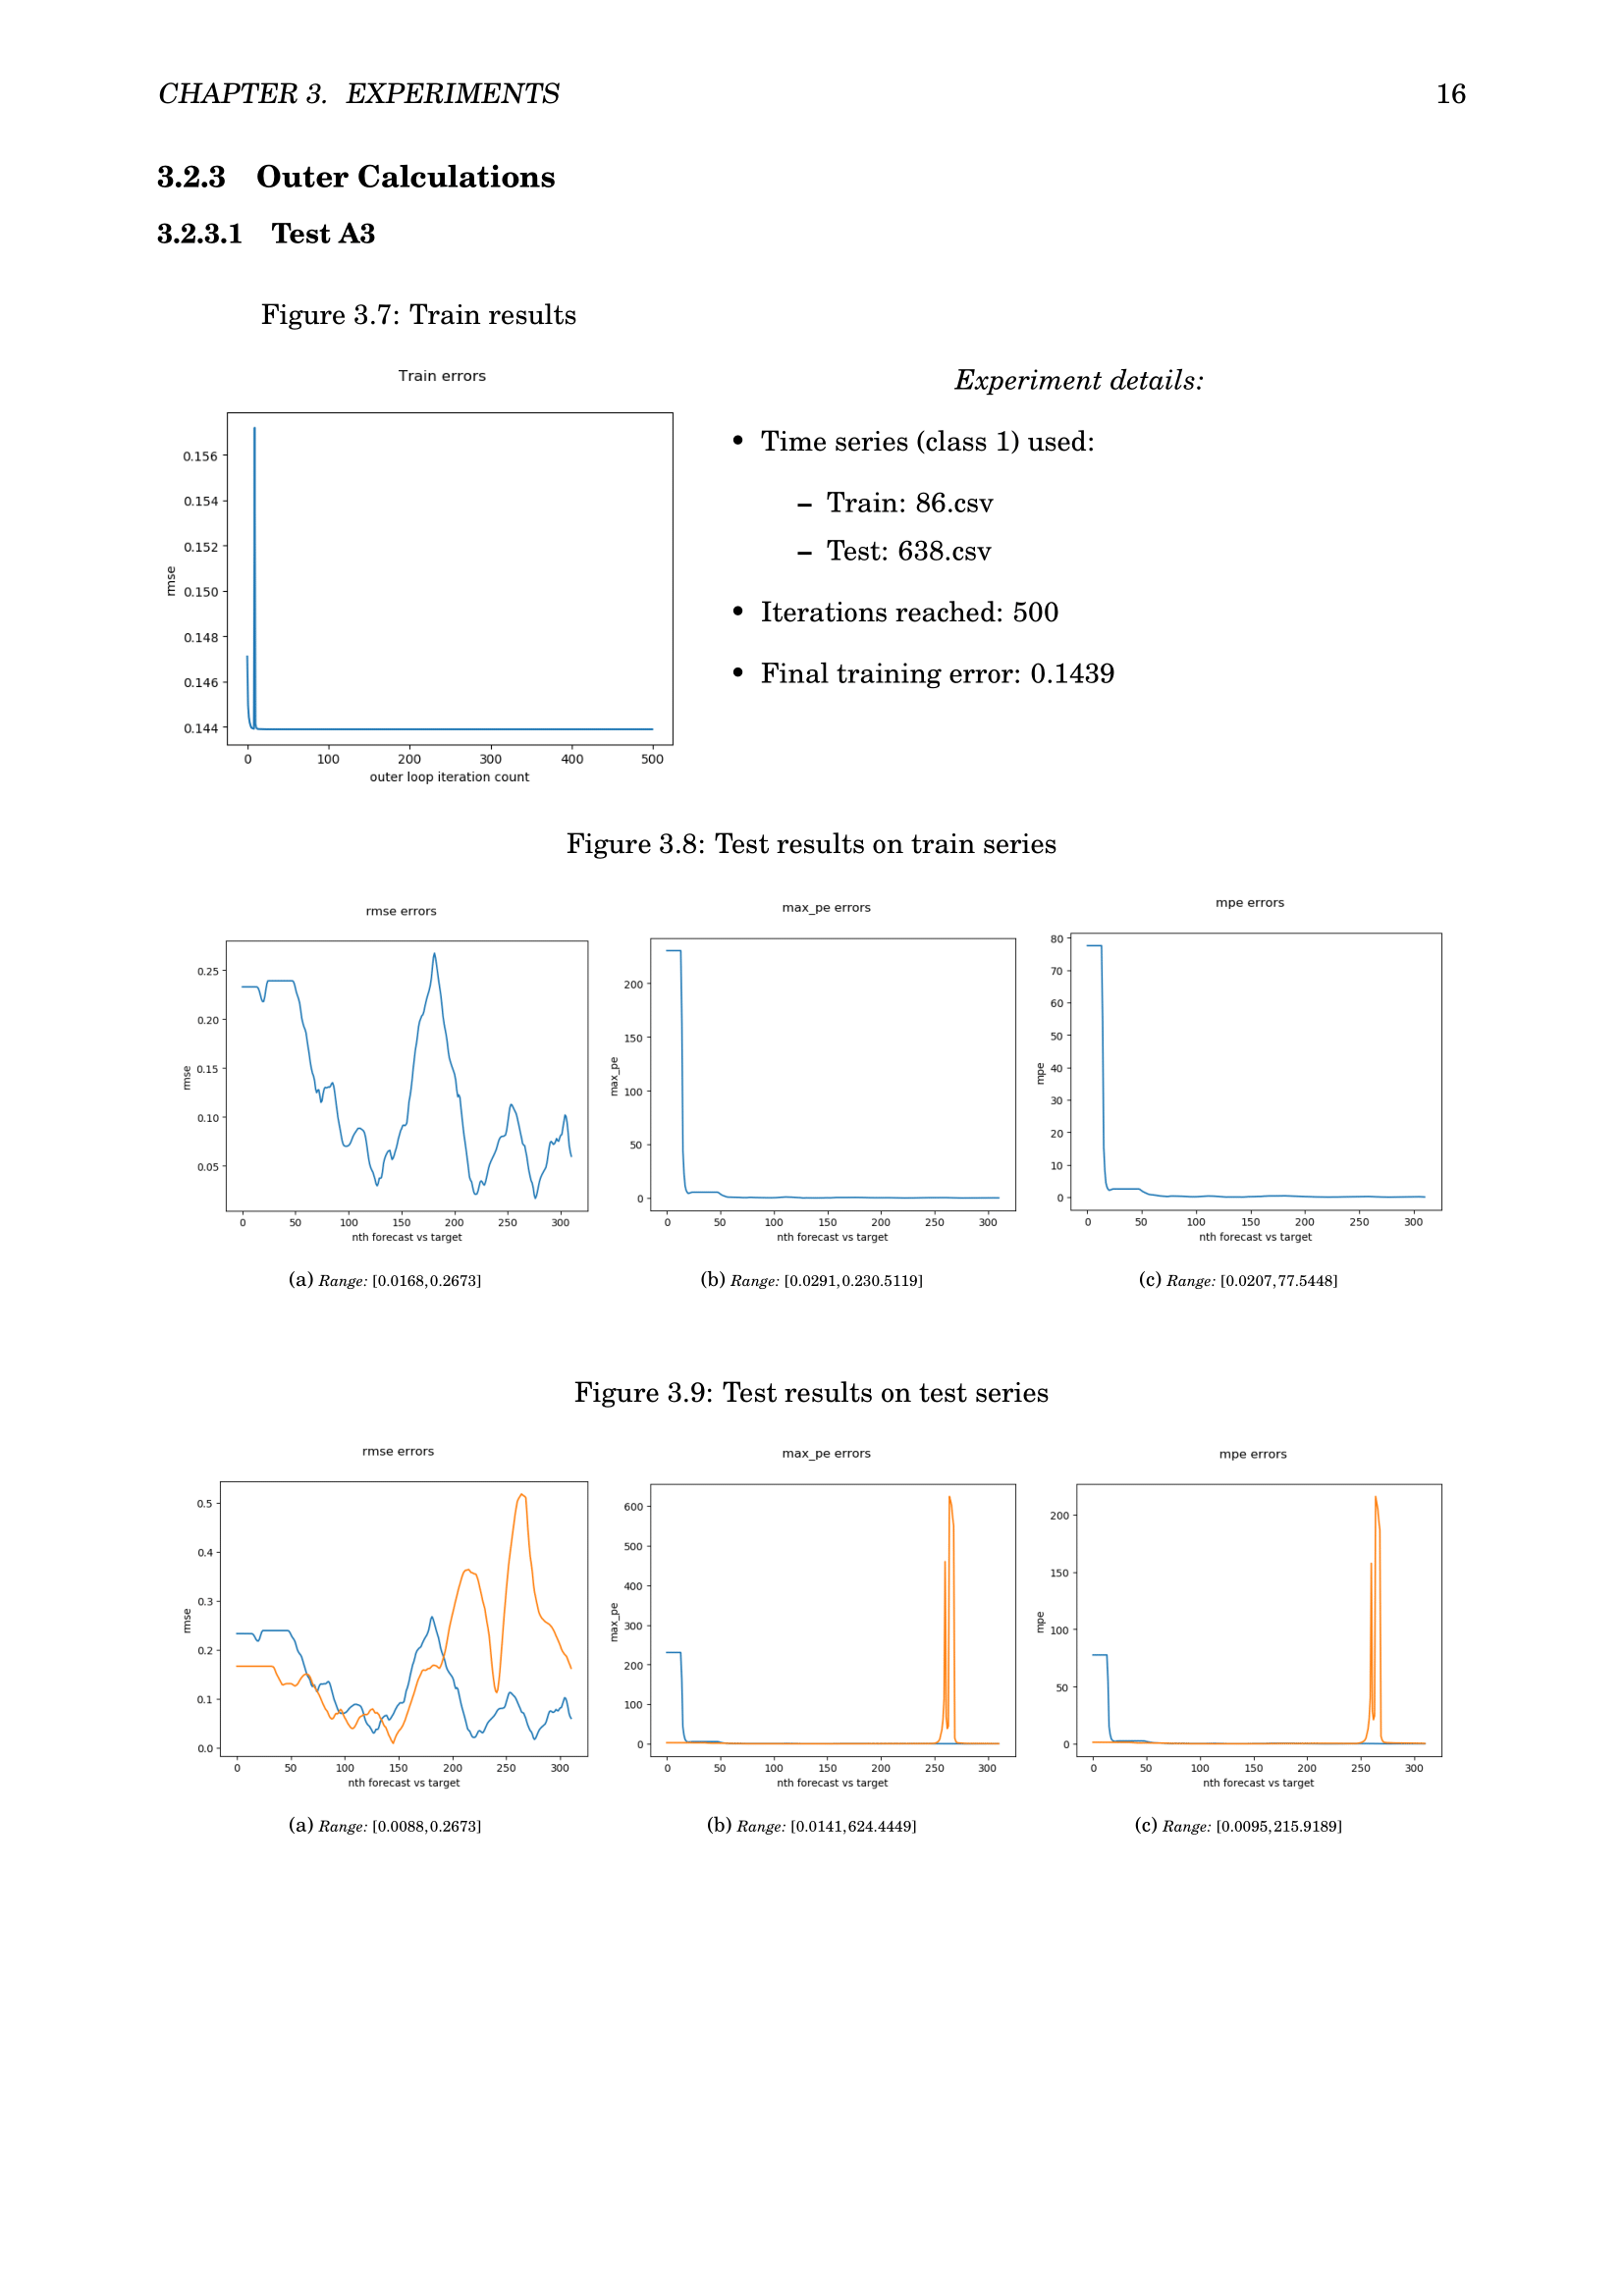 CHAPTER 3. EXPERIMENTS 16
3.2.3 Outer Calculations
3.2.3.1 Test A3
Figure 3.7: Train results
Train errors
0.156
0.154
0.152
0.150
0.148
0.146
0.144
rmse
0 100 200 300 400 500
outer loop iteration count
Experiment details:
• Time series (class 1) used:
– Train: 86.csv
– Test: 638.csv
• Iterations reached: 500
• Final training error: 0.1439
Figure 3.8: Test results on train series
rmse errors
0.25
0.20
0.15
0.10
0.05
rmse
0 50 100 150 200 250 300
nth forecast vs target
(a) Range: [0.0168,0.2673]
max_pe errors
200
150
100
50
0
max_pe
0 50 100 150 200 250 300
nth forecast vs target
(b) Range: [0.0291,0.230.5119]
mpe errors
80
70
60
50
40
30
20
10
0
mpe
0 50 100 150 200 250 300
nth forecast vs target
(c) Range: [0.0207,77.5448]
Figure 3.9: Test results on test series
rmse errors
0.5
0.4
0.3
0.2
0.1
0.0
rmse
0 50 100 150 200 250 300
nth forecast vs target
(a) Range: [0.0088,0.2673]
max_pe errors
600
500
400
300
200
100
0
max_pe
0 50 100 150 200 250 300
nth forecast vs target
(b) Range: [0.0141,624.4449]
mpe errors
200
150
100
50
0
mpe
0 50 100 150 200 250 300
nth forecast vs target
(c) Range: [0.0095,215.9189]